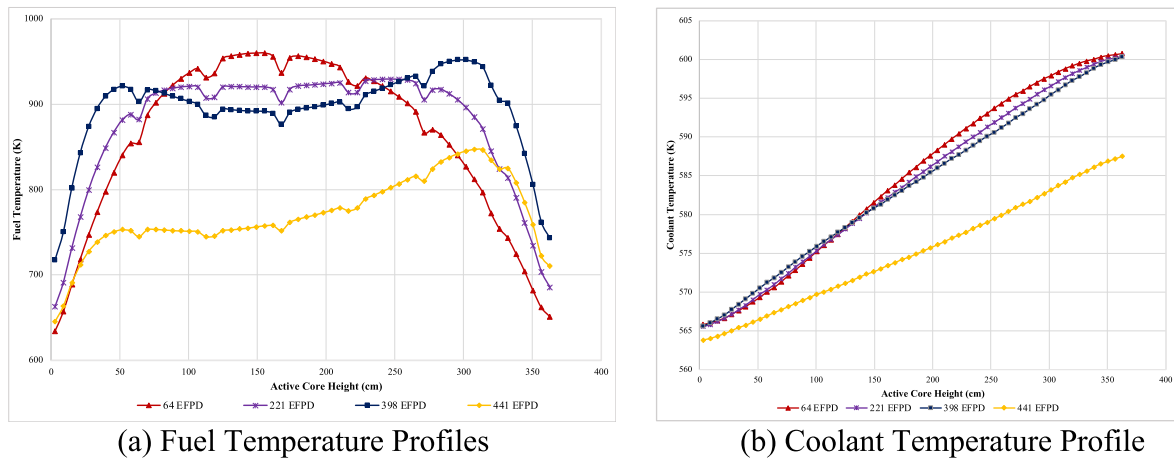 1000
900
800
700
600
Fuel Temperature (K)
0 50 100 150 200 250 300 350 400
Active Core Height (cm)
64 EFPD 221 EFPD 398 EFPD 441 EFPD
(a) Fuel Temperature Profiles
605
600
595
590
585
580
575
570
565
560
Coolant Temperature (K)
0 50 100 150 200 250 300 350 400
Active Core Height (cm)
64 EFPD 221 EFPD 398 EFPD 441 EFPD
(b) Coolant Temperature Profile